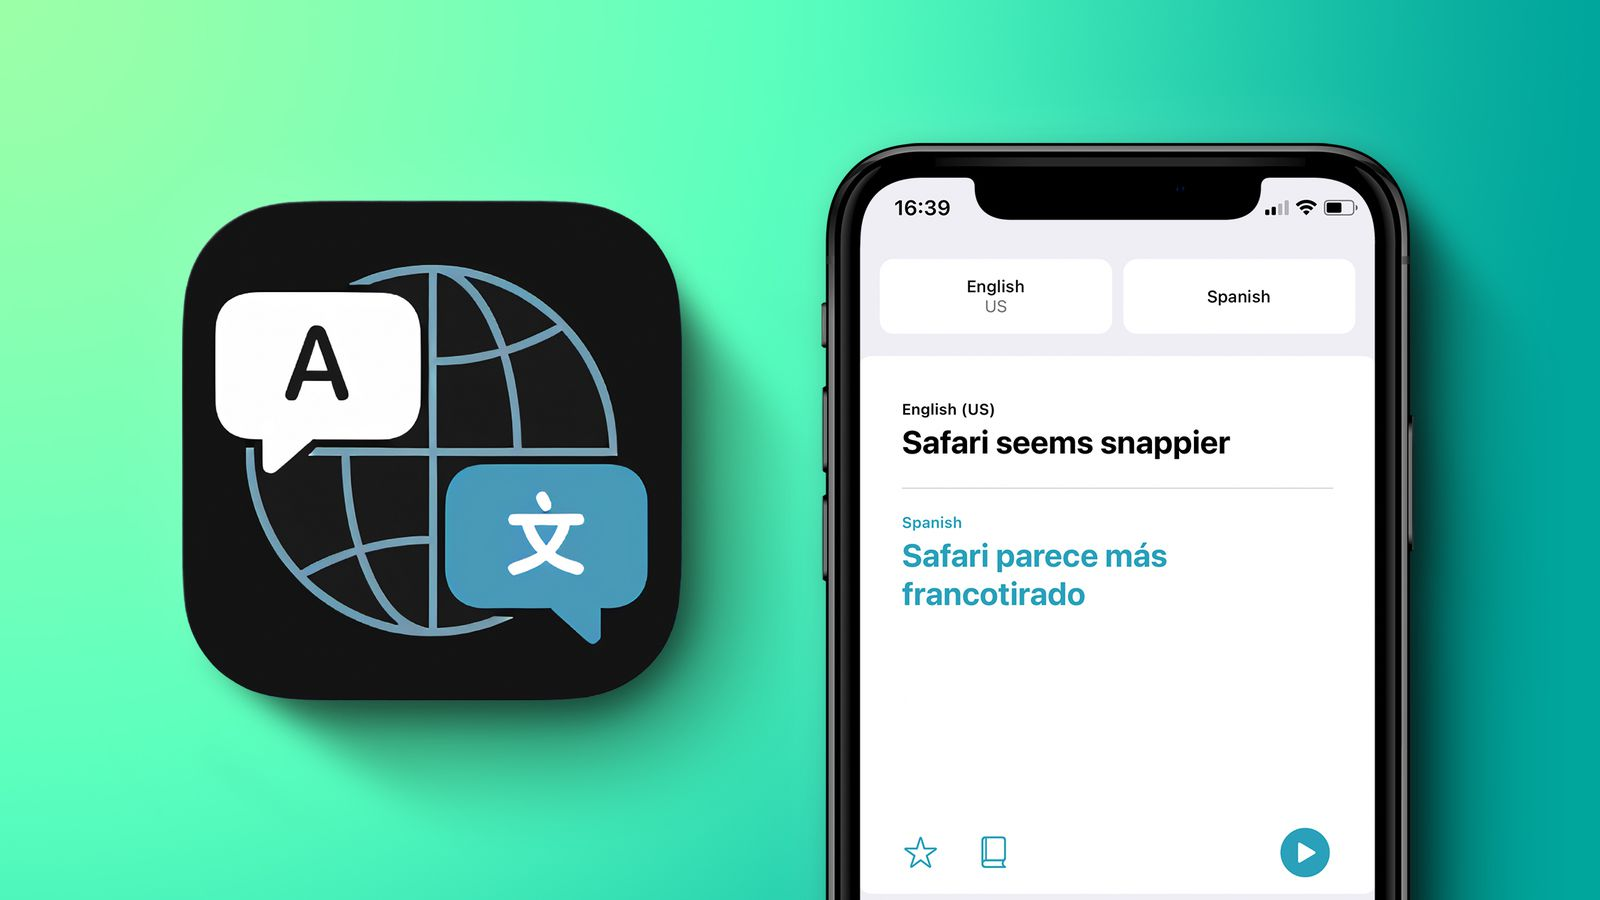 A
文
16:39
English
US
Spanish
English (US)
Safari seems snappier
Spanish
Safari parece más
francotirado